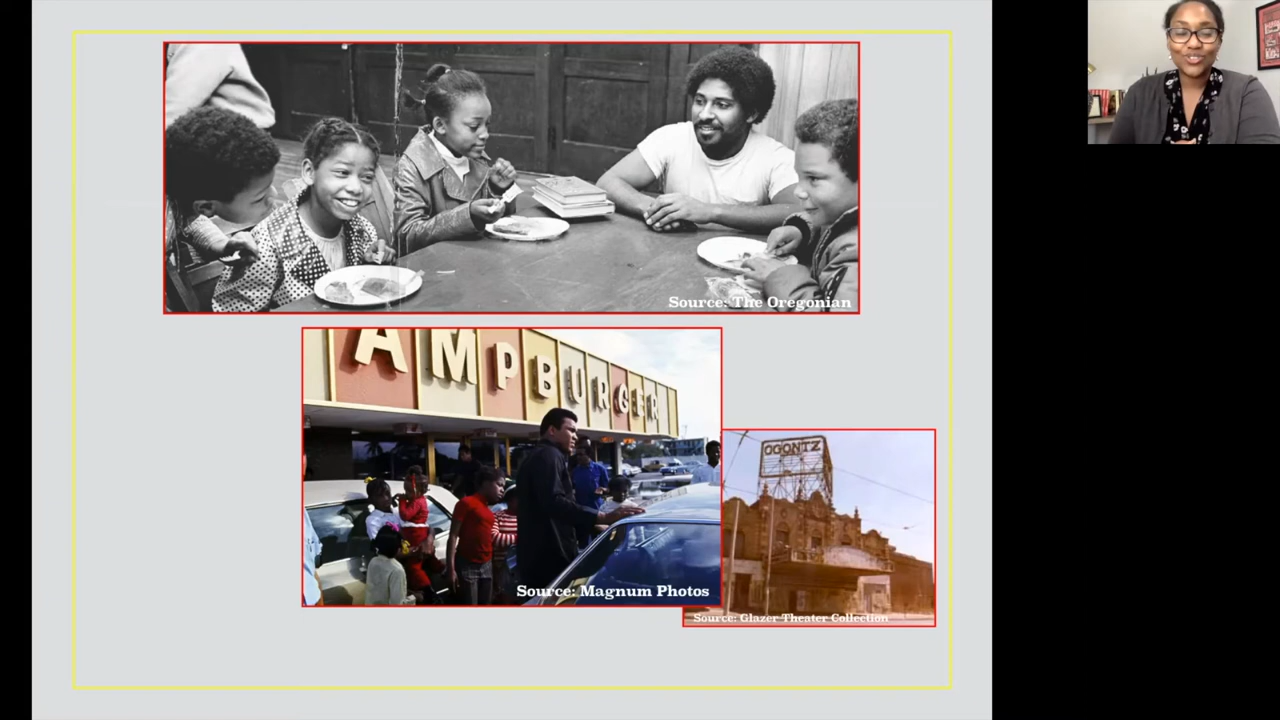 Source: The Oregonian
AMPBURGER
Source: Magnum Photos
OGONTZ
Source: Glazer Theater Collection